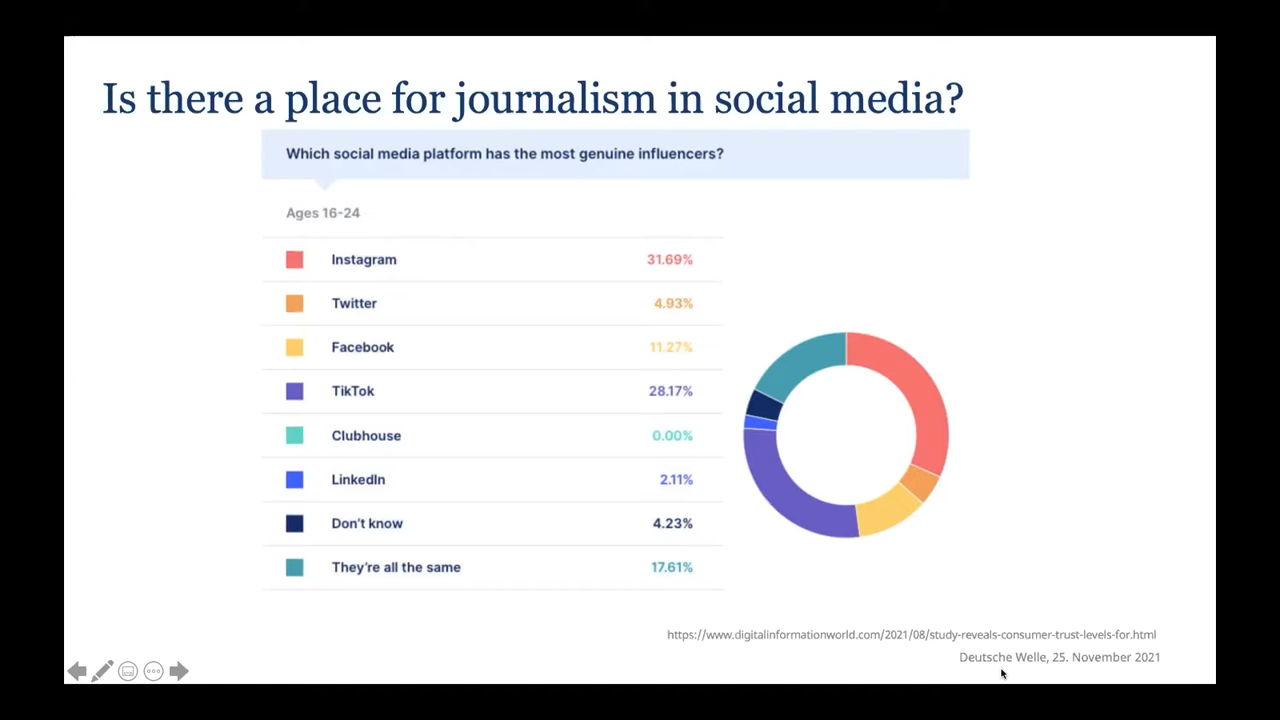 Is there a place for journalism in social media?
Which social media platform has the most genuine influencers?
Ages 16-24
Instagram 31.69%
Twitter 4.93%
Facebook 11.27%
TikTok 28.17%
Clubhouse 0.00%
LinkedIn 2.11%
Don't know 4.23%
They're all the same 17.61%
https://www.digitalinformationworld.com/2021/08/study-reveals-consumer-trust-levels-for.html
Deutsche Welle, 25. November 2021